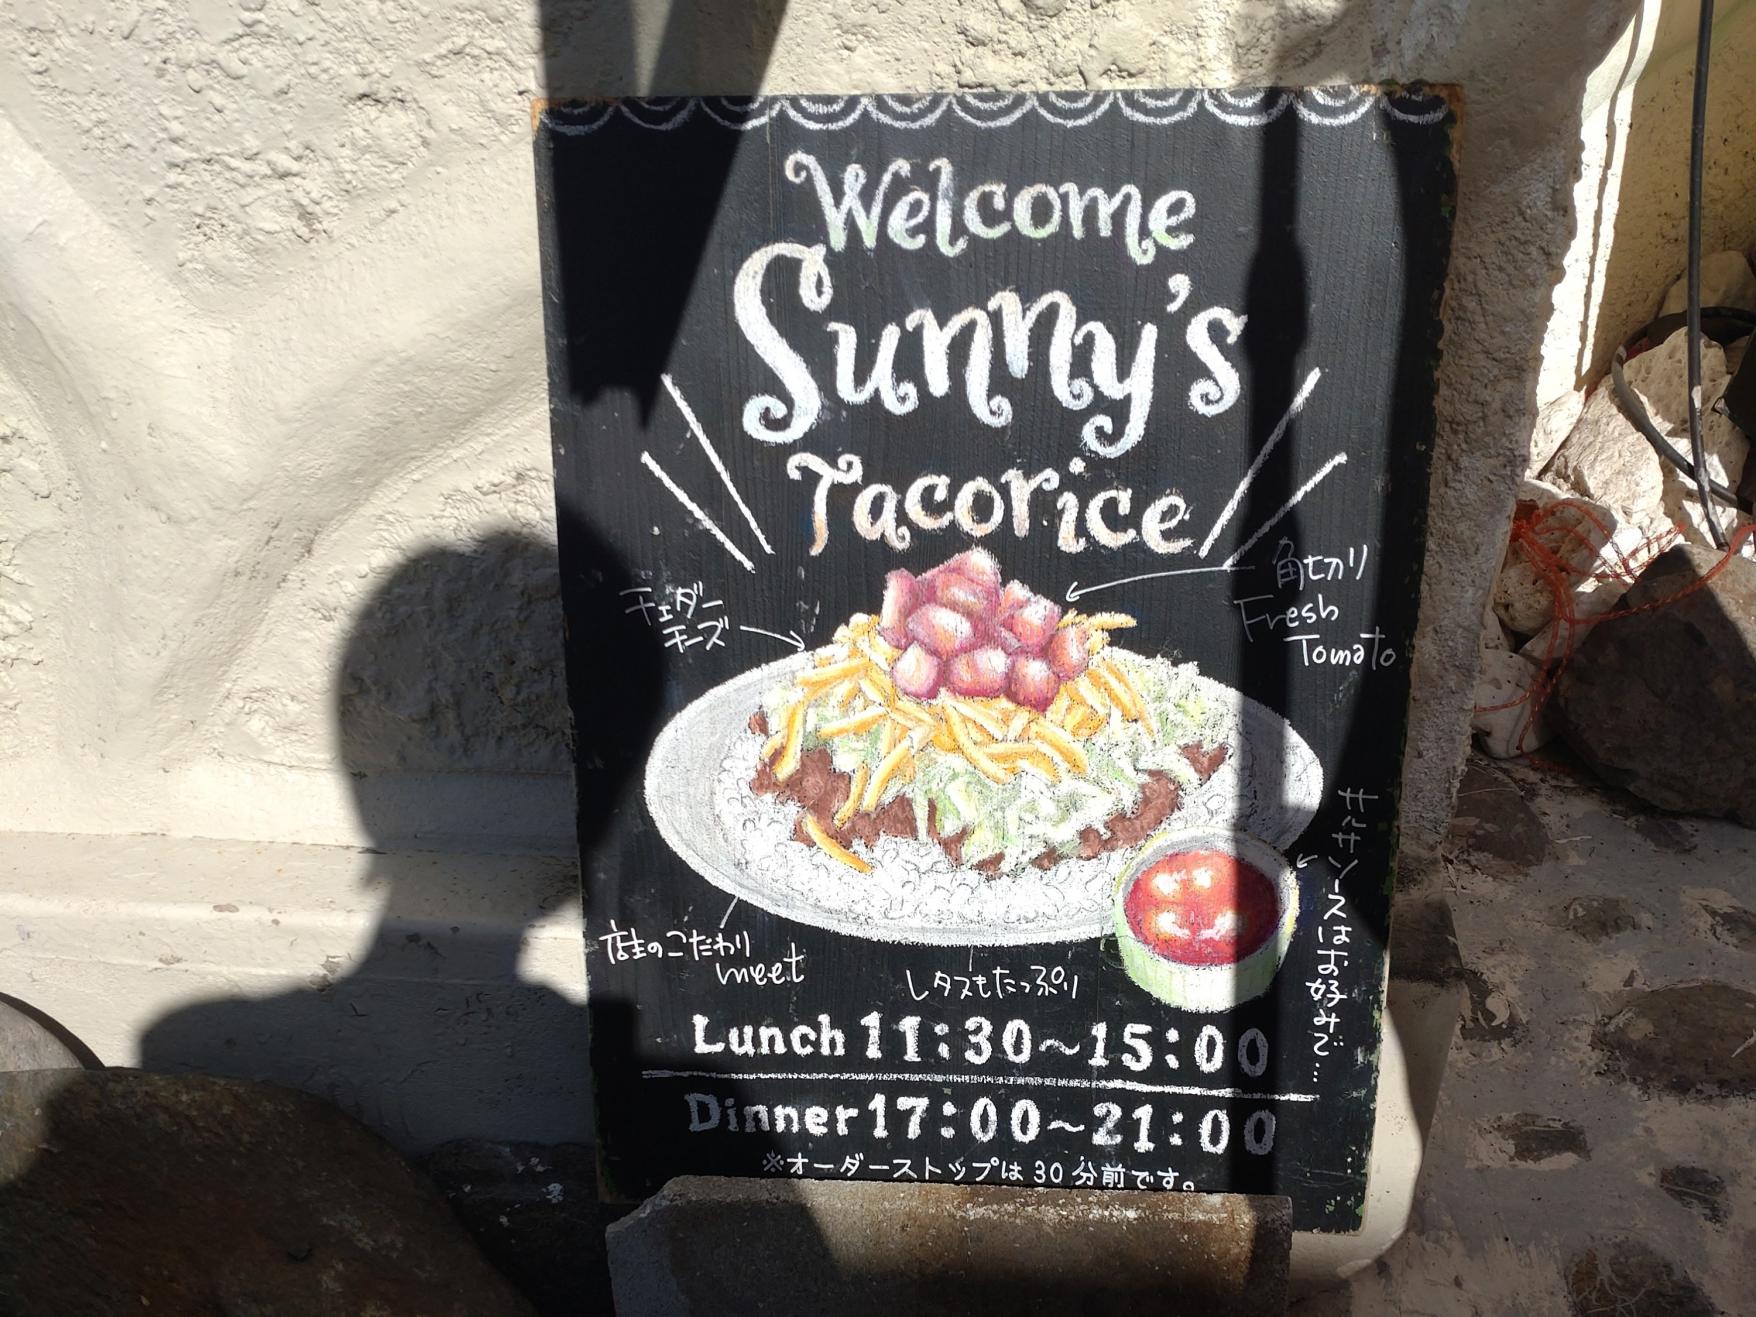 Welcome
Sunny's
Tacorice
チェダー
チーズ
角切り
Fresh
Tomato
サルサソースはお好みで…
店主のこだわり
meet
レタスもたっぷり
Lunch 11:30~15:00
Dinner 17:00~21:00
※オーダーストップは30分前です。